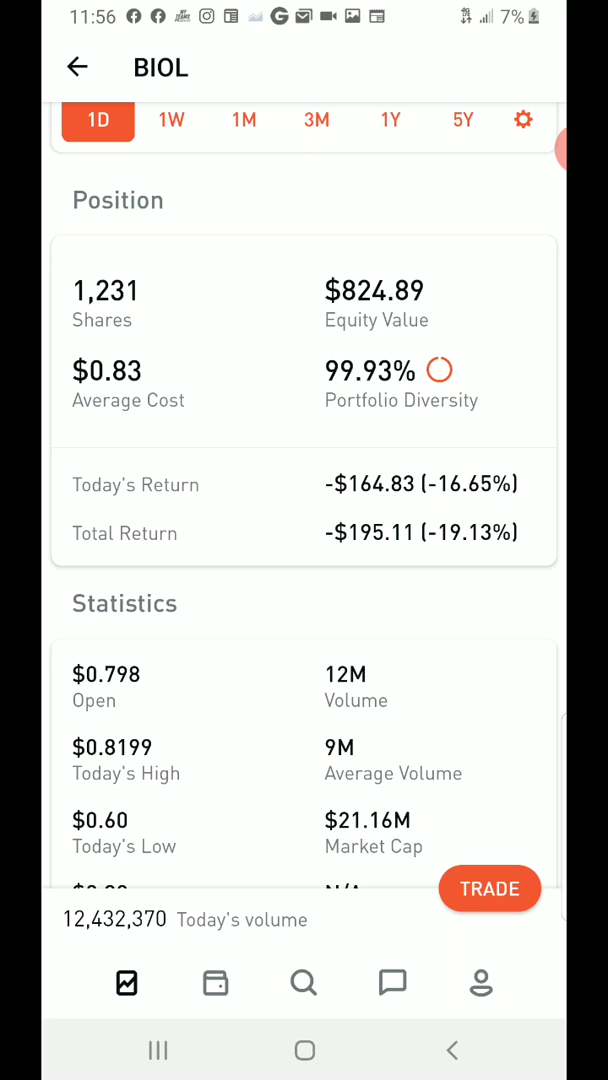 11:56 7%
BIOL
1D 1W 1M 3M 1Y 5Y
Position
1,231 $824.89
Shares Equity Value
$0.83 99.93%
Average Cost Portfolio Diversity
Today's Return -$164.83 (-16.65%)
Total Return -$195.11 (-19.13%)
Statistics
$0.798 12M
Open Volume
$0.8199 9M
Today's High Average Volume
$0.60 $21.16M
Today's Low Market Cap
TRADE
12,432,370 Today's volume